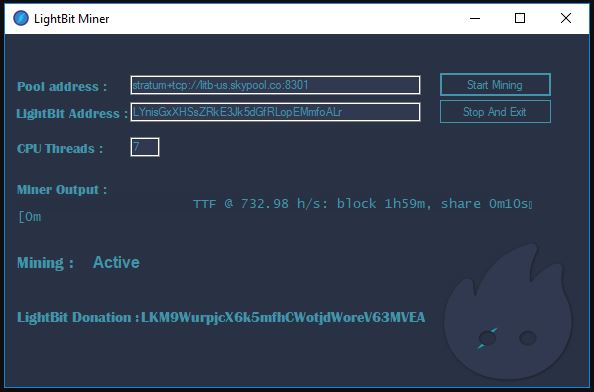 LightBit Miner
Pool address :
stratum+tcp://litb-us.skypool.co:8301
Start Mining
LightBit Address :
LYnisGxXHSsZRkE3Jk5dGfRLopEMmfoALr
Stop And Exit
CPU Threads :
7
Miner Output :
TTF @ 732.98 h/s: block 1h59m, share 0m10s
[0m
Mining : Active
LightBit Donation : LKM9WurpjcX6k5mfhCWotjdWoreV63MVEA